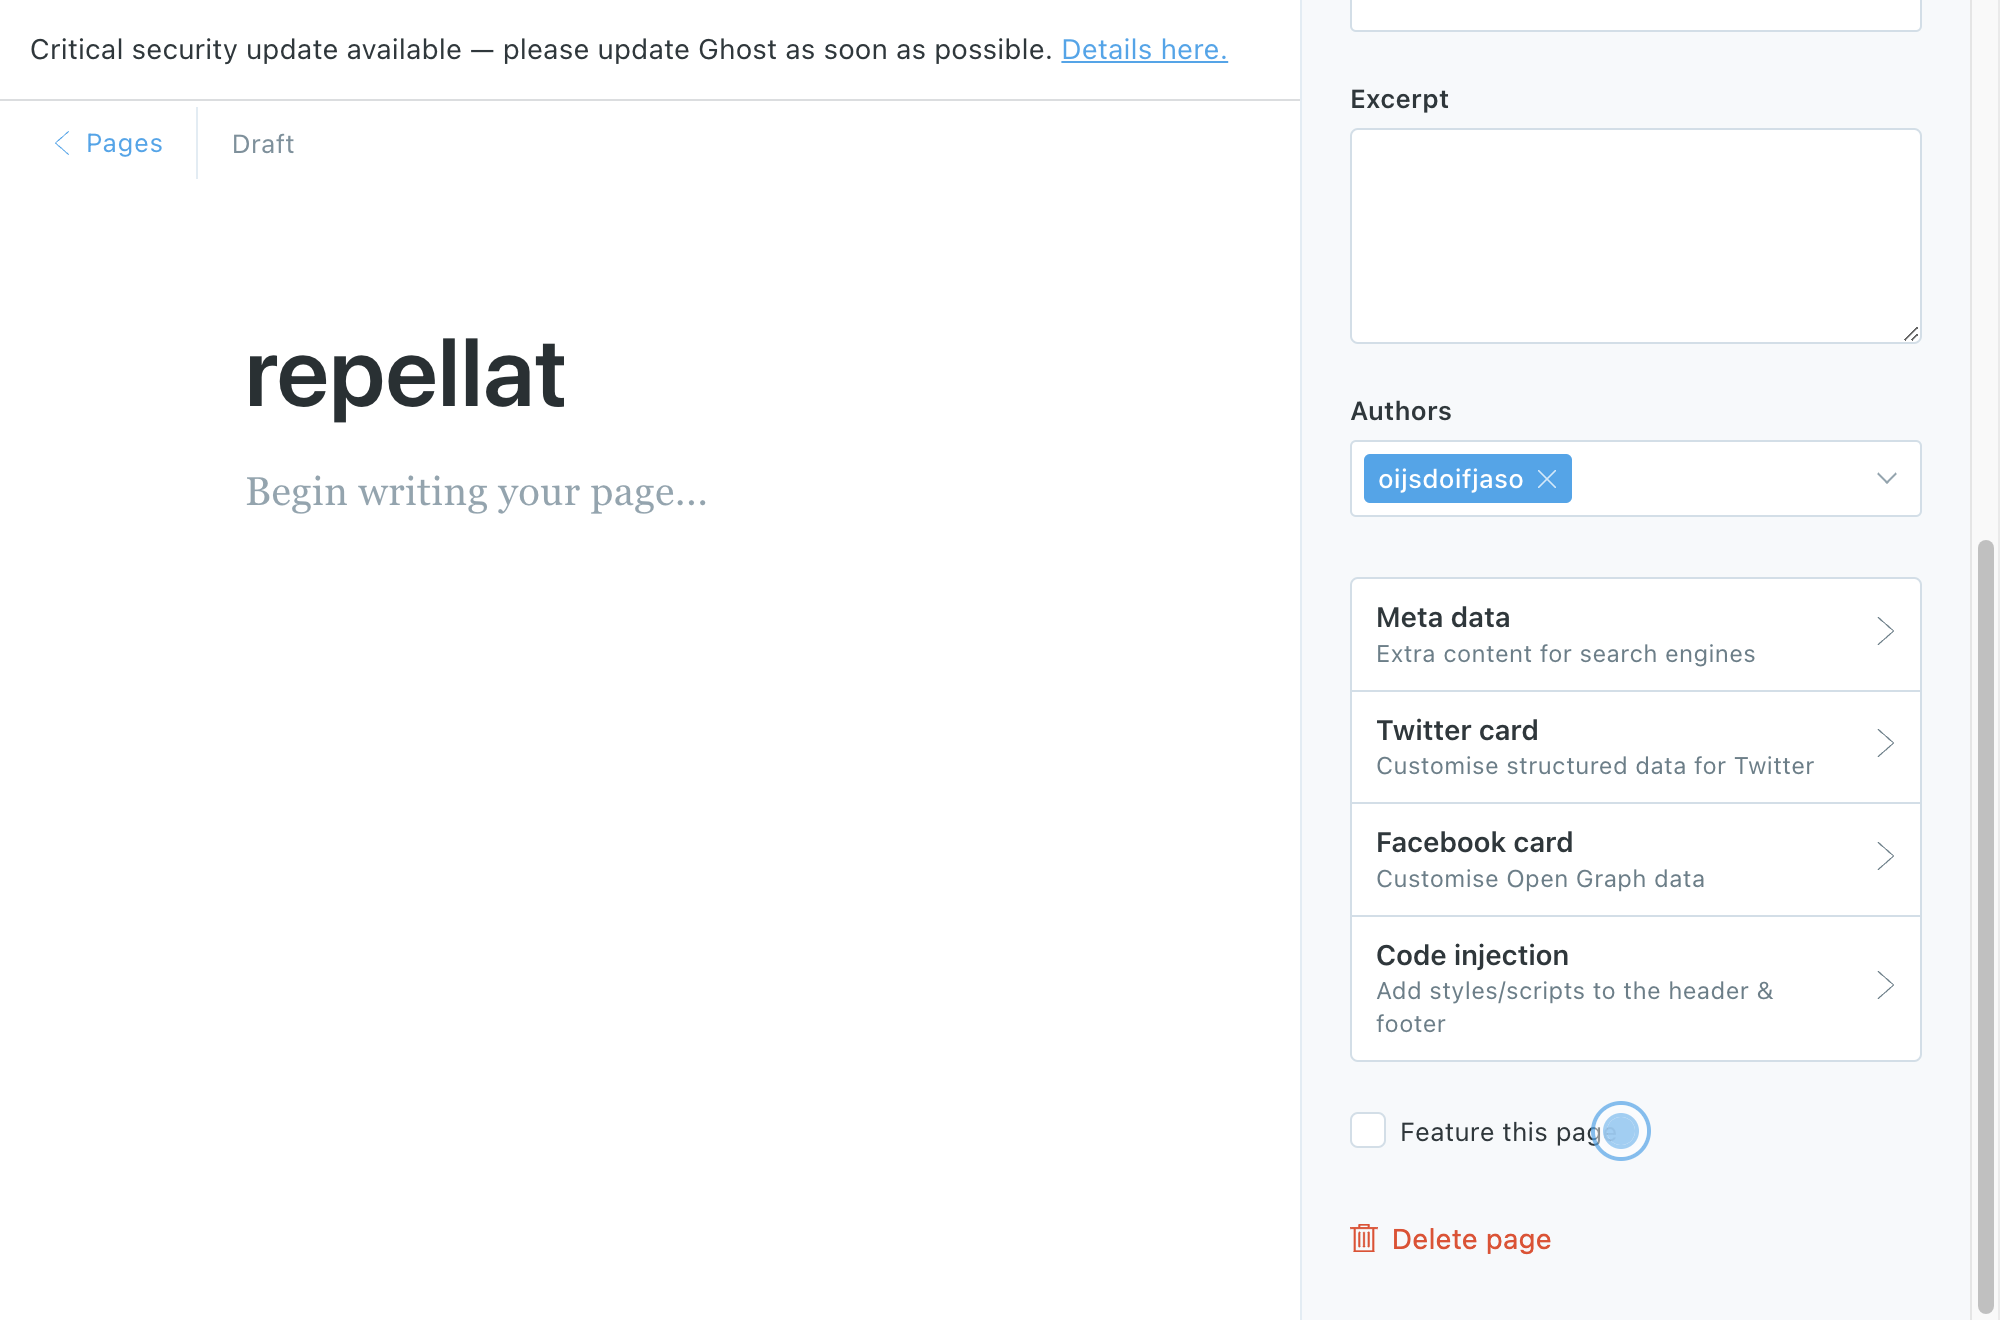 Critical security update available — please update Ghost as soon as possible. Details here.
Pages
Draft
repellat
Begin writing your page...
Excerpt
Authors
oijsdoifjaso
Meta data
Extra content for search engines
Twitter card
Customise structured data for Twitter
Facebook card
Customise Open Graph data
Code injection
Add styles/scripts to the header &
footer
Feature this page
Delete page